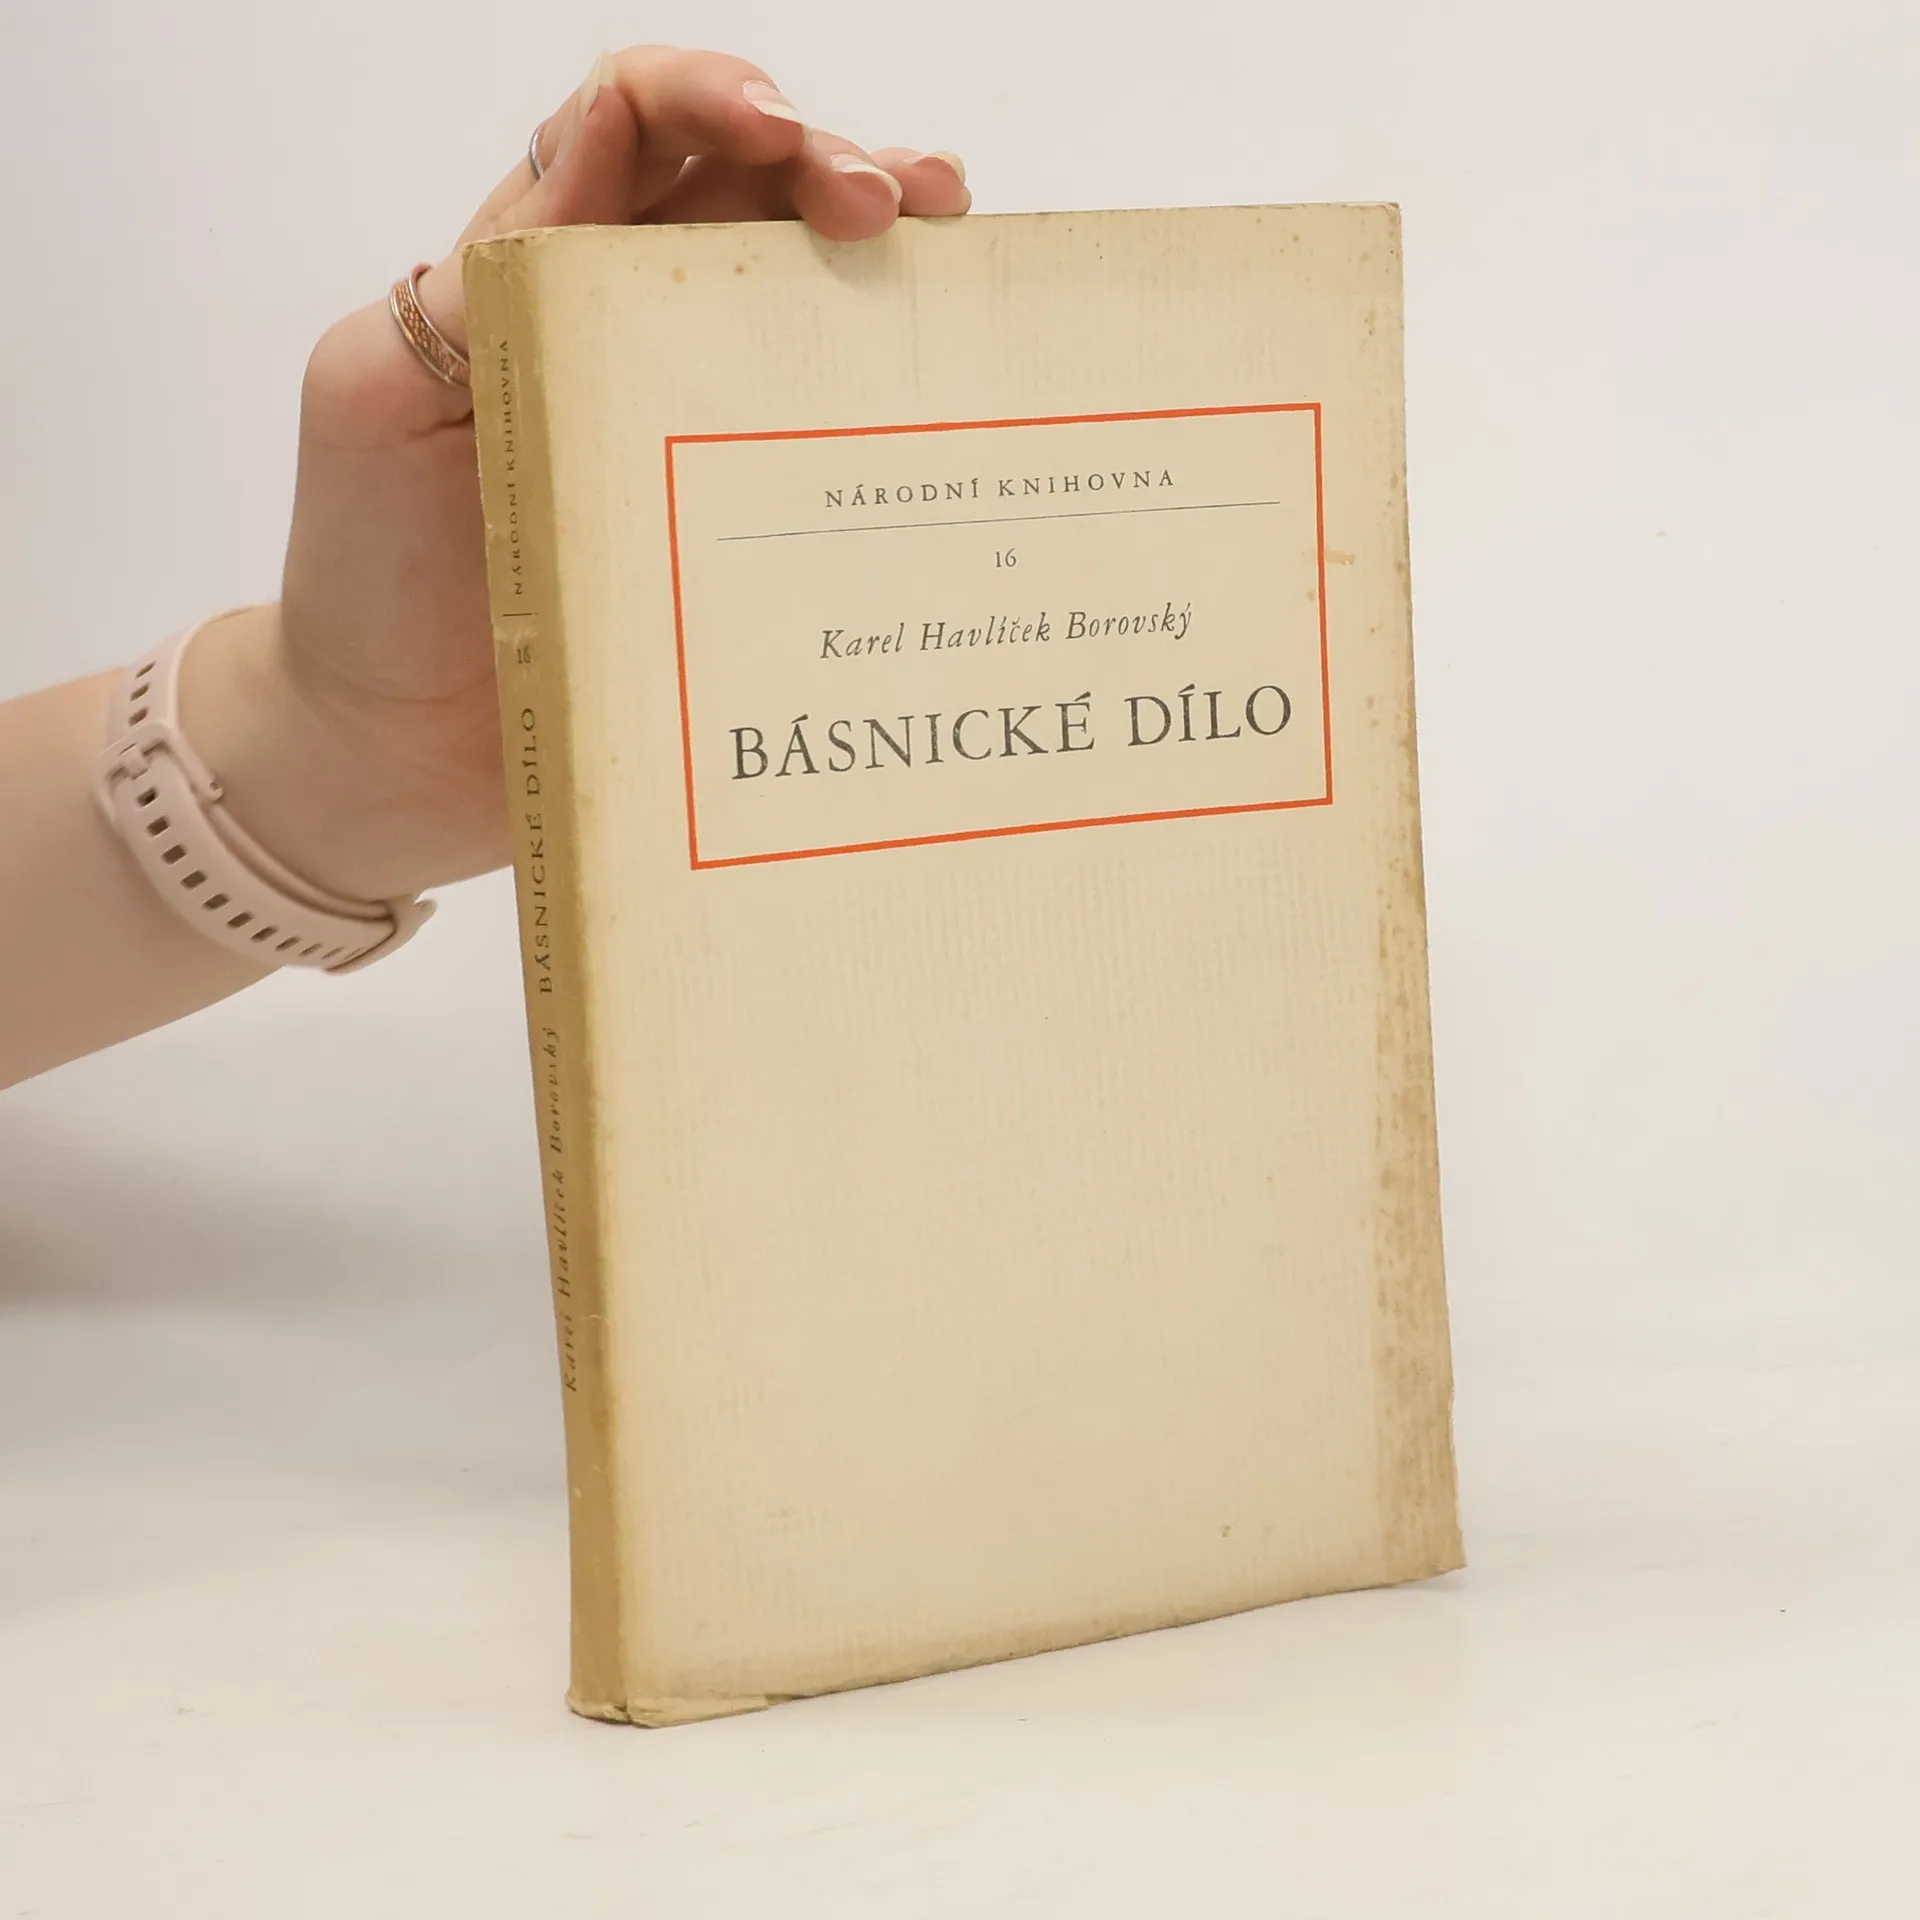 NÁRODNÍ KNIHOVNA
16
Karel Havlíček Borovský
BÁSNICKÉ DÍLO
Karel Havlíček Borovský BÁSNICKÉ DÍLO 16 NÁRODNÍ KNIHOVNA